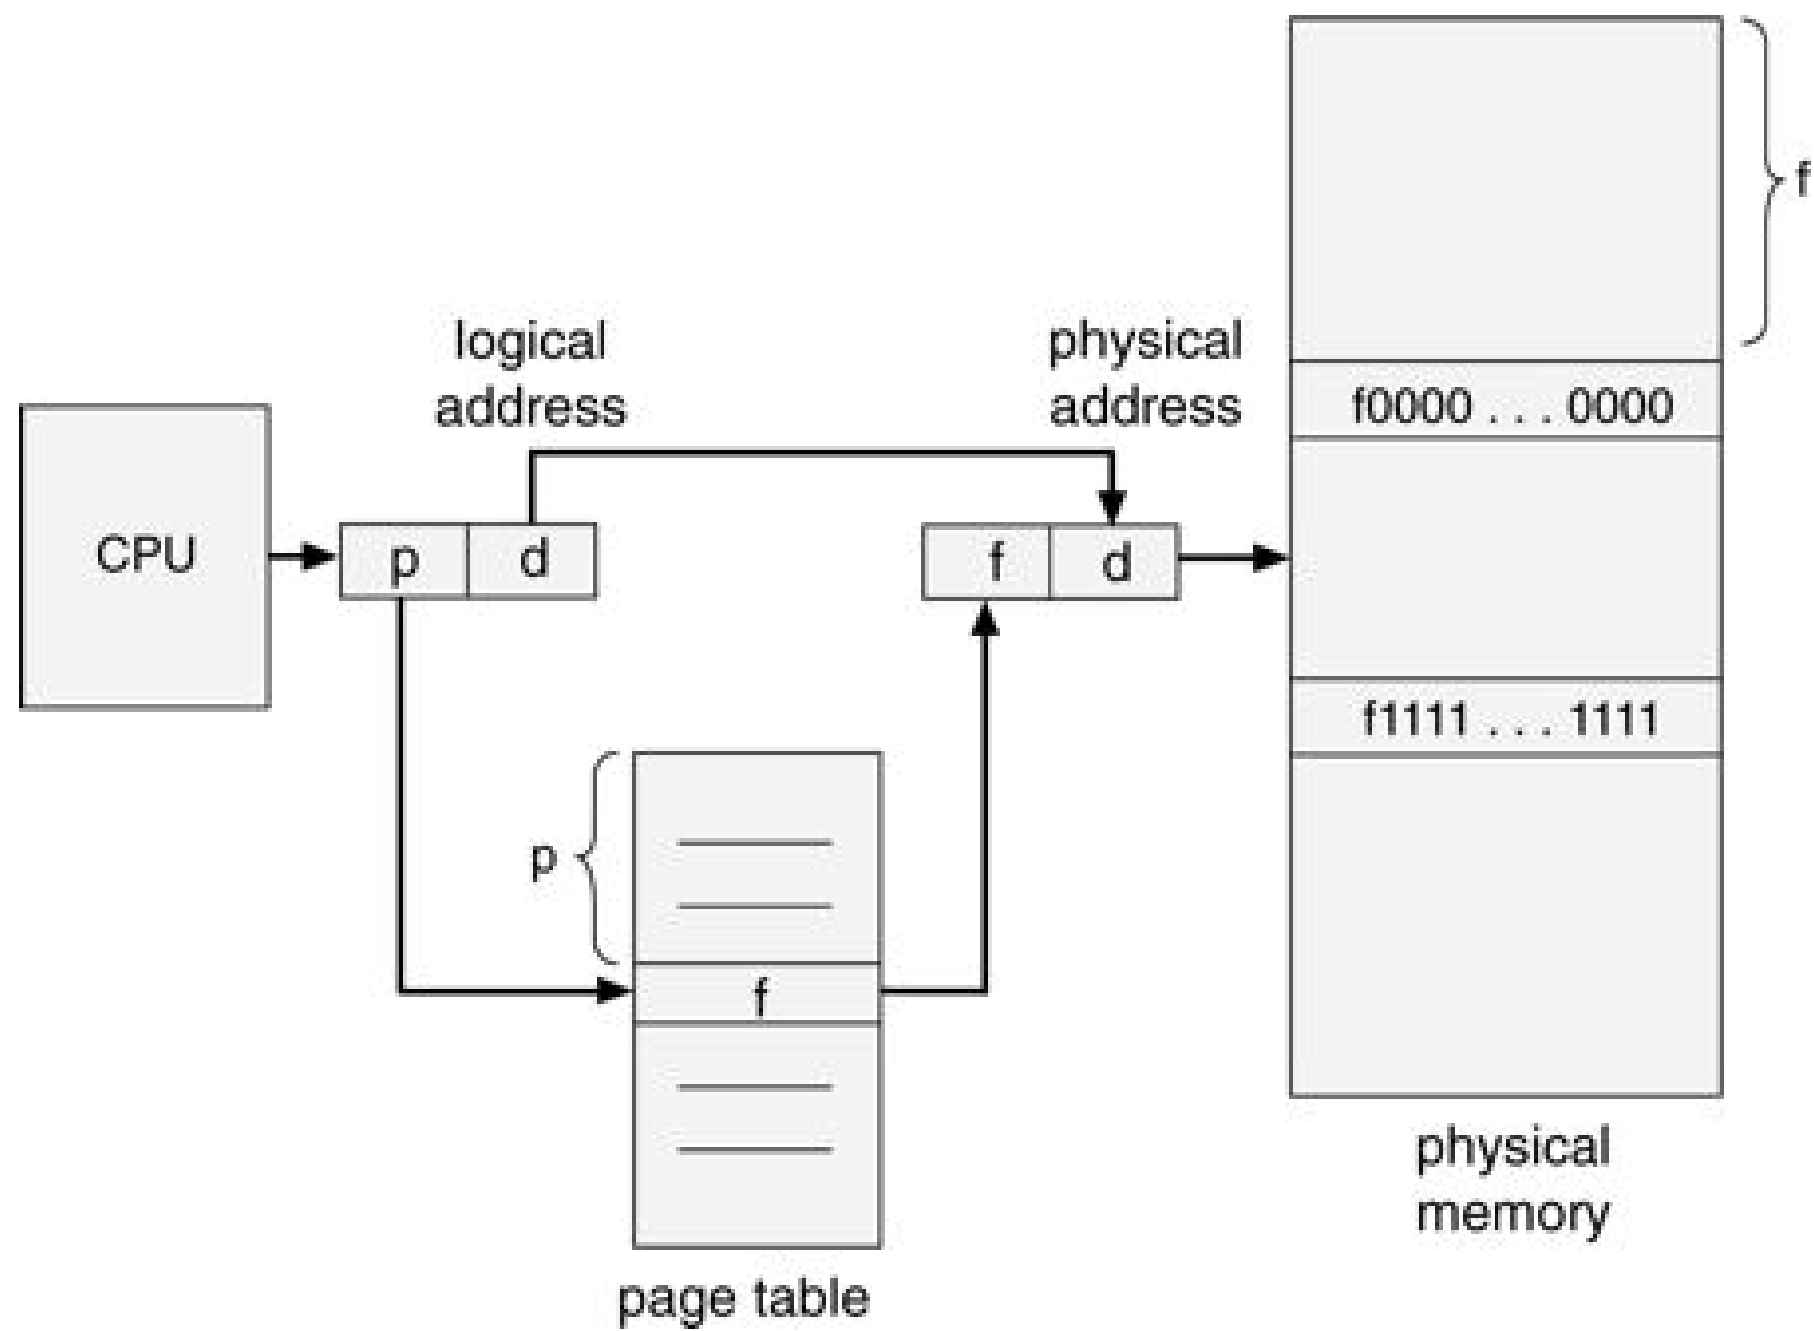 f
logical
address
physical
address
f0000 . . . 0000
CPU
p
d
f
d
f1111 . . . 1111
p
f
physical
memory
page table